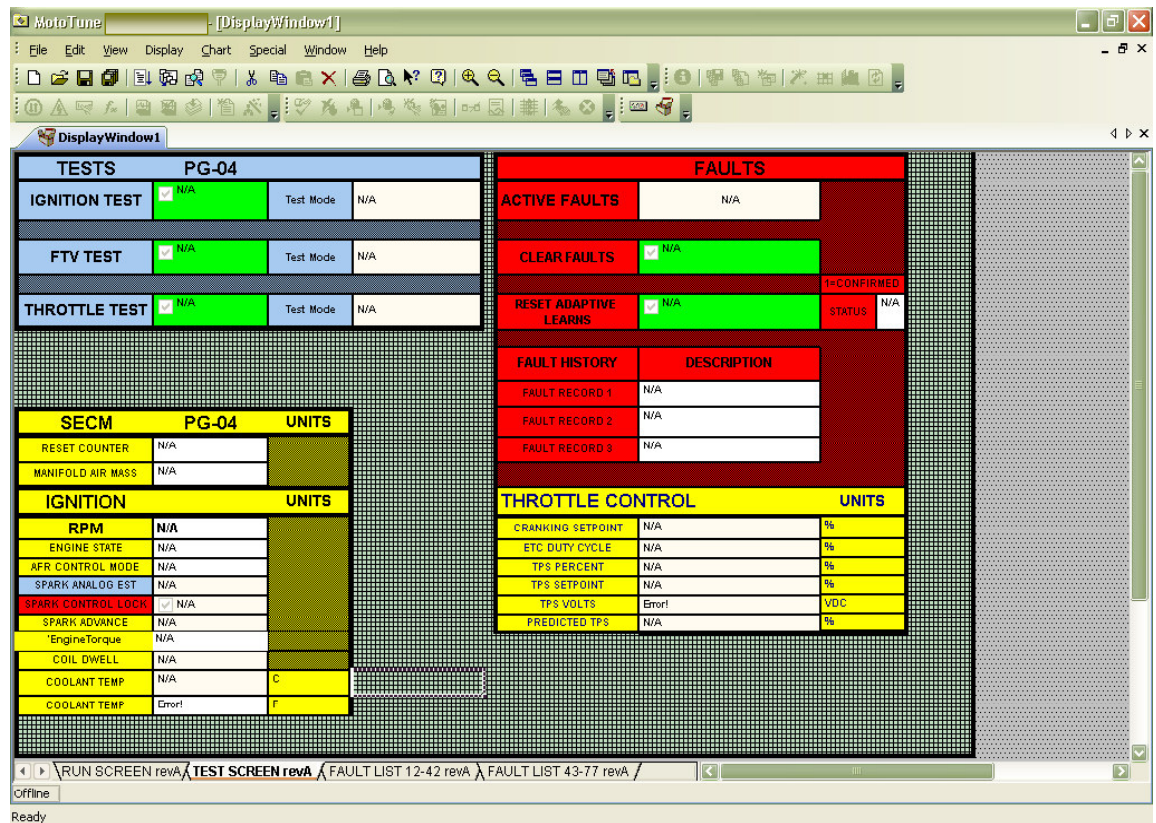 MotoTune - [DisplayWindow1]
File Edit View Display Chart Special Window Help
DisplayWindow1
TESTS PG-04
IGNITION TEST N/A Test Mode N/A
FTV TEST N/A Test Mode N/A
THROTTLE TEST N/A Test Mode N/A
FAULTS
ACTIVE FAULTS N/A
CLEAR FAULTS N/A
1=CONFIRMED
RESET ADAPTIVE LEARNS N/A STATUS N/A
FAULT HISTORY DESCRIPTION
FAULT RECORD 1 N/A
FAULT RECORD 2 N/A
FAULT RECORD 3 N/A
SECM PG-04 UNITS
RESET COUNTER N/A
MANIFOLD AIR MASS N/A
IGNITION UNITS
RPM N/A
ENGINE STATE N/A
AFR CONTROL MODE N/A
SPARK ANALOG EST N/A
SPARK CONTROL LOCK N/A
SPARK ADVANCE N/A
'EngineTorque N/A
COIL DWELL N/A
COOLANT TEMP N/A C
COOLANT TEMP Error! F
THROTTLE CONTROL UNITS
CRANKING SETPOINT N/A %
ETC DUTY CYCLE N/A %
TPS PERCENT N/A %
TPS SETPOINT N/A %
TPS VOLTS Error! VDC
PREDICTED TPS N/A %
RUN SCREEN revA TEST SCREEN revA FAULT LIST 12-42 revA FAULT LIST 43-77 revA
Offline
Ready